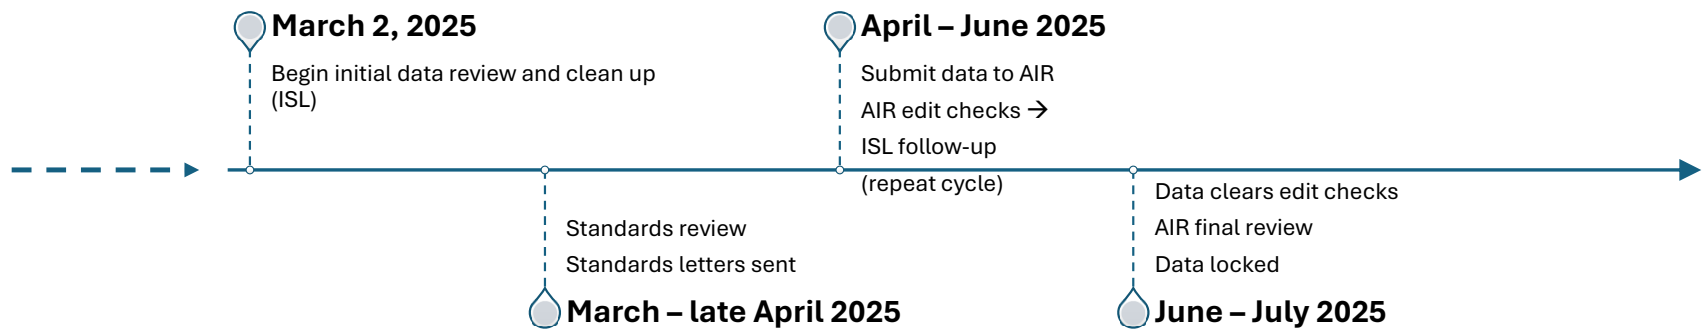 March 2, 2025
Begin initial data review and clean up
(ISL)
April – June 2025
Submit data to AIR
AIR edit checks →
ISL follow-up
(repeat cycle)
Standards review
Standards letters sent
March – late April 2025
Data clears edit checks
AIR final review
Data locked
June – July 2025